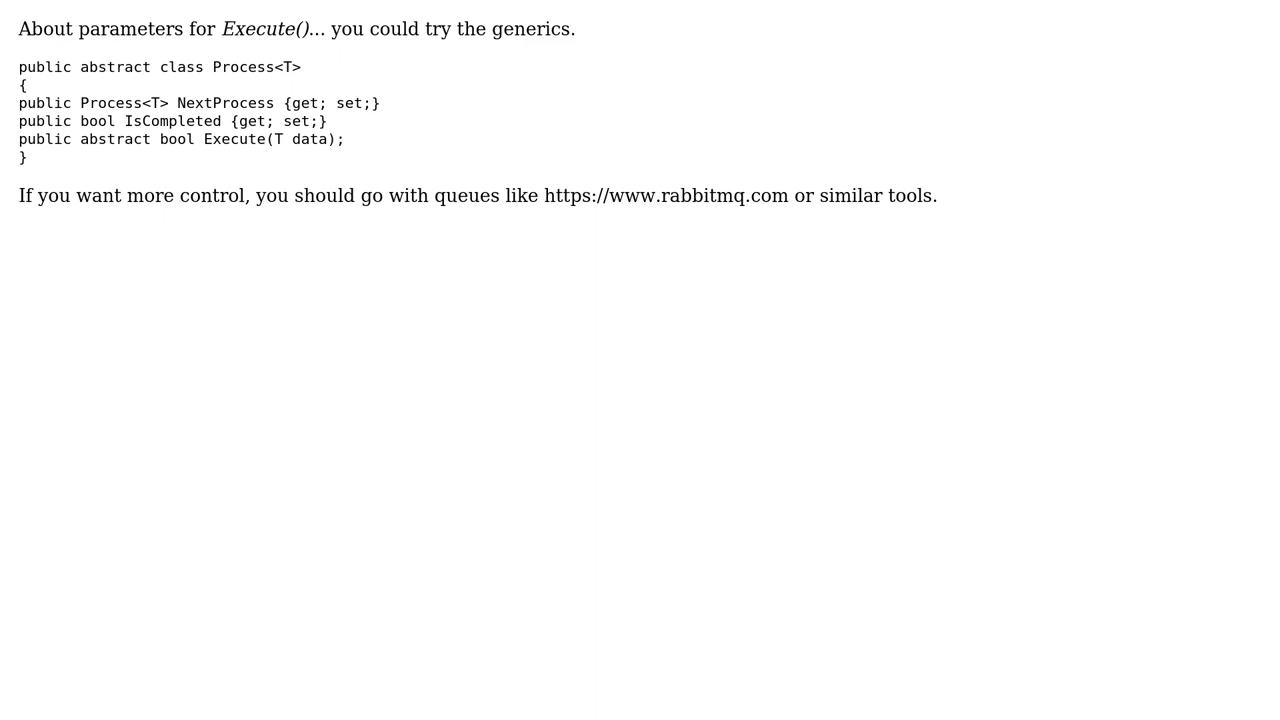 About parameters for Execute()... you could try the generics.
public abstract class Process<T>
{
public Process<T> NextProcess {get; set;}
public bool IsCompleted {get; set;}
public abstract bool Execute(T data);
}
If you want more control, you should go with queues like https://www.rabbitmq.com or similar tools.